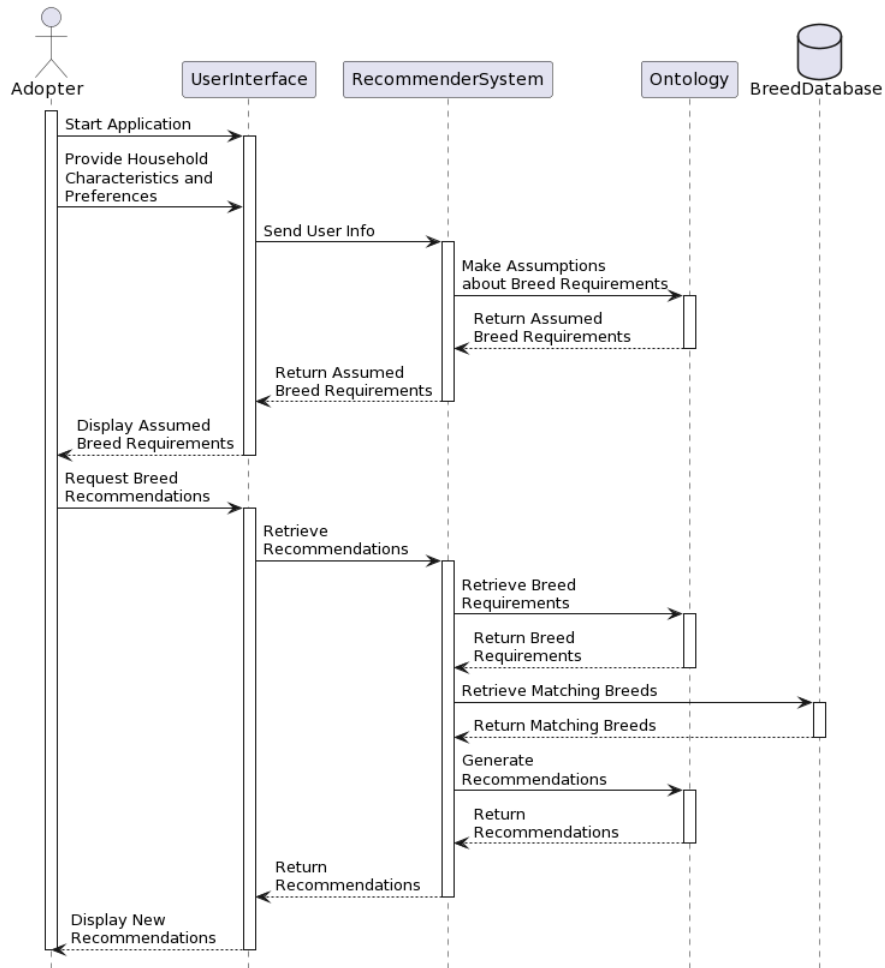 Adopter
UserInterface
RecommenderSystem
Ontology
BreedDatabase
Start Application
Provide Household
Characteristics and
Preferences
Send User Info
Make Assumptions
about Breed Requirements
Return Assumed
Breed Requirements
Return Assumed
Breed Requirements
Display Assumed
Breed Requirements
Request Breed
Recommendations
Retrieve
Recommendations
Retrieve Breed
Requirements
Return Breed
Requirements
Retrieve Matching Breeds
Return Matching Breeds
Generate
Recommendations
Return
Recommendations
Return
Recommendations
Display New
Recommendations